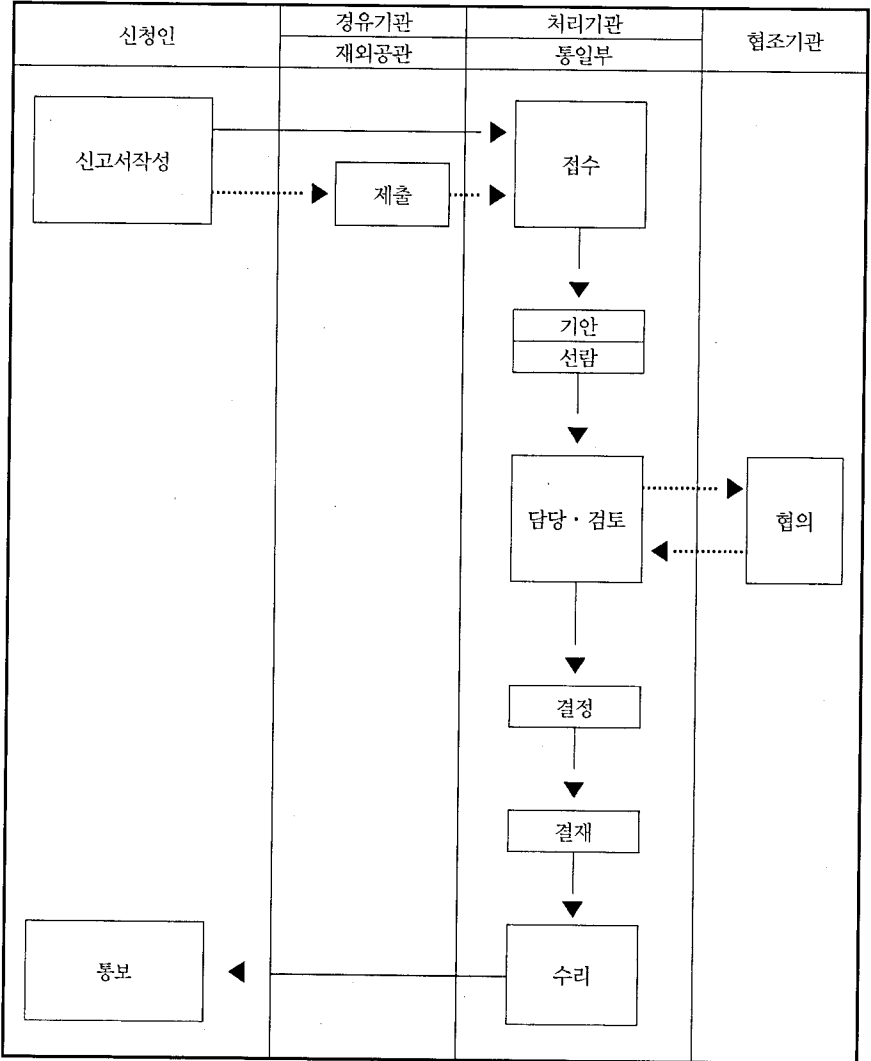 신청인
경유기관
처리기관
협조기관
재외공관
통일부
신고서작성
접수
제출
기안
선람
담당 · 검토
협의
결정
결재
통보
수리